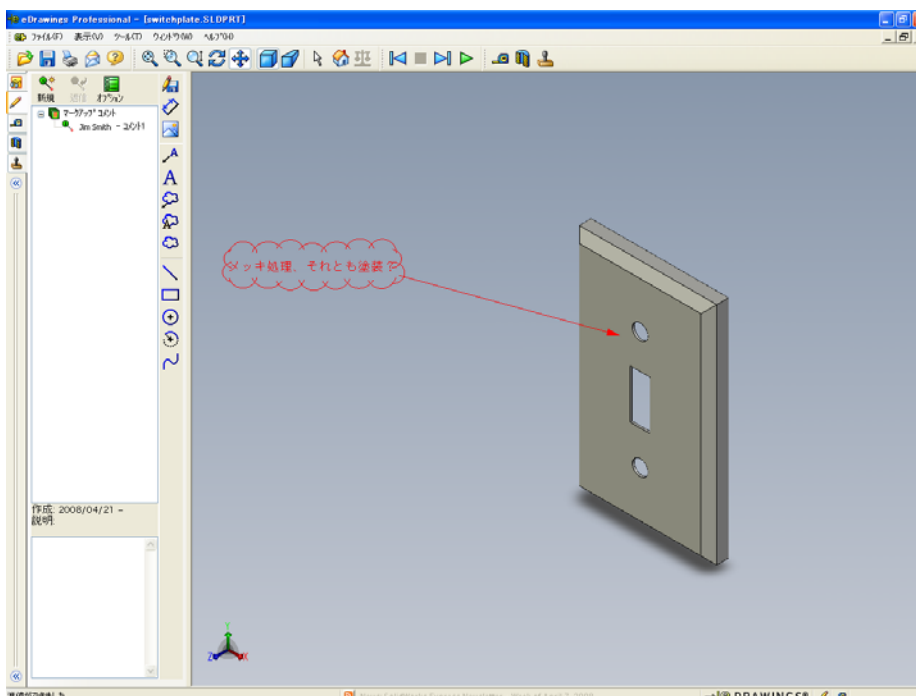 eDrawings Professional - [switchplate.SLDPRT]
ファイル(F) 表示(V) ツール(T) ウィンドウ(W) ヘルプ(H)
新規 返信 オプション
マークアップ コメント
Jim Smith - コメント1
メッキ処理、それとも塗装？
作成: 2008/04/21 -
説明:
Y
Z X
DRAWINGS®